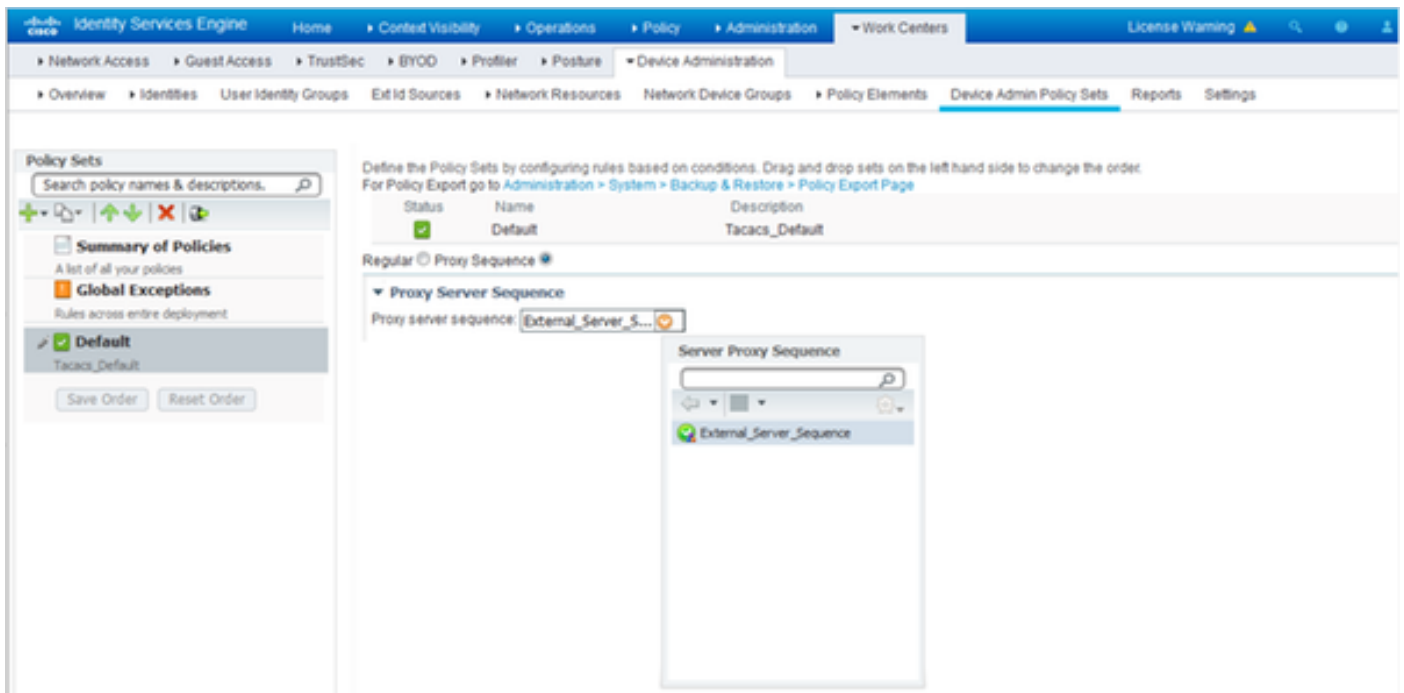 cisco Identity Services Engine Home Context Visibility Operations Policy Administration Work Centers License Warning
Network Access Guest Access TrustSec BYOD Profiler Posture Device Administration
Overview Identities User Identity Groups Ext Id Sources Network Resources Network Device Groups Policy Elements Device Admin Policy Sets Reports Settings
Policy Sets
Search policy names & descriptions.
Summary of Policies
A list of all your policies
Global Exceptions
Rules across entire deployment
Default
Tacacs_Default
Save Order Reset Order
Define the Policy Sets by configuring rules based on conditions. Drag and drop sets on the left hand side to change the order.
For Policy Export go to Administration > System > Backup & Restore > Policy Export Page
Status Name Description
Default Tacacs_Default
Regular Proxy Sequence
Proxy Server Sequence
Proxy server sequence: External_Server_S...
Server Proxy Sequence
External_Server_Sequence